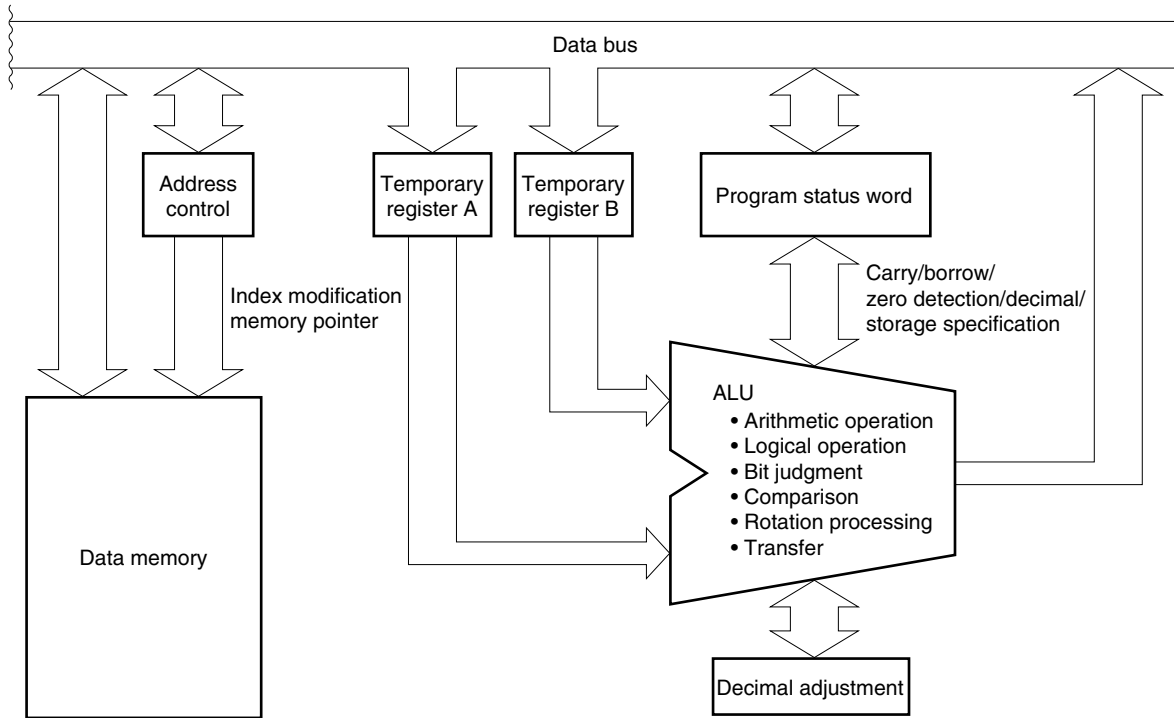 Data bus
Address
control
Temporary
register A
Temporary
register B
Program status word
Index modification
memory pointer
Carry/borrow/
zero detection/decimal/
storage specification
ALU
• Arithmetic operation
• Logical operation
• Bit judgment
• Comparison
• Rotation processing
• Transfer
Data memory
Decimal adjustment